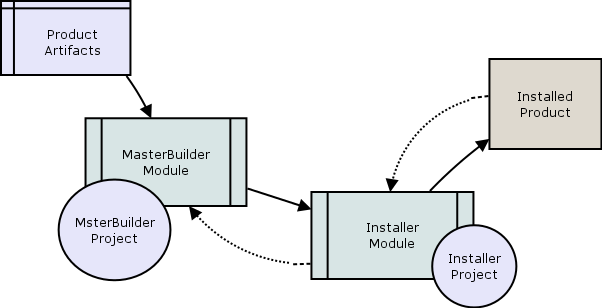 Product
Artifacts
Installed
Product
MasterBuilder
Module
MsterBuilder
Project
Installer
Module
Installer
Project